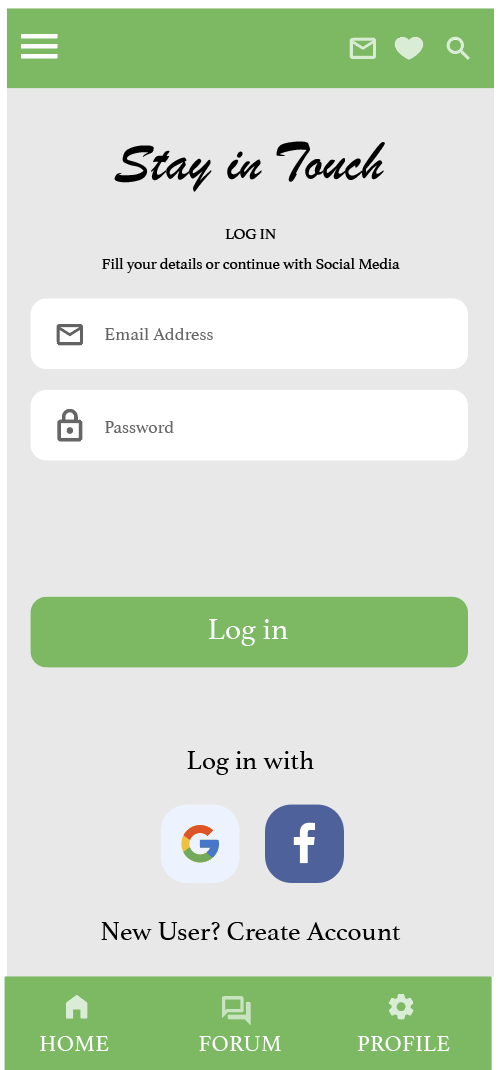 Stay in Touch
LOG IN
Fill your details or continue with Social Media
Email Address
Password
Log in
Log in with
G f
New User? Create Account
HOME FORUM PROFILE